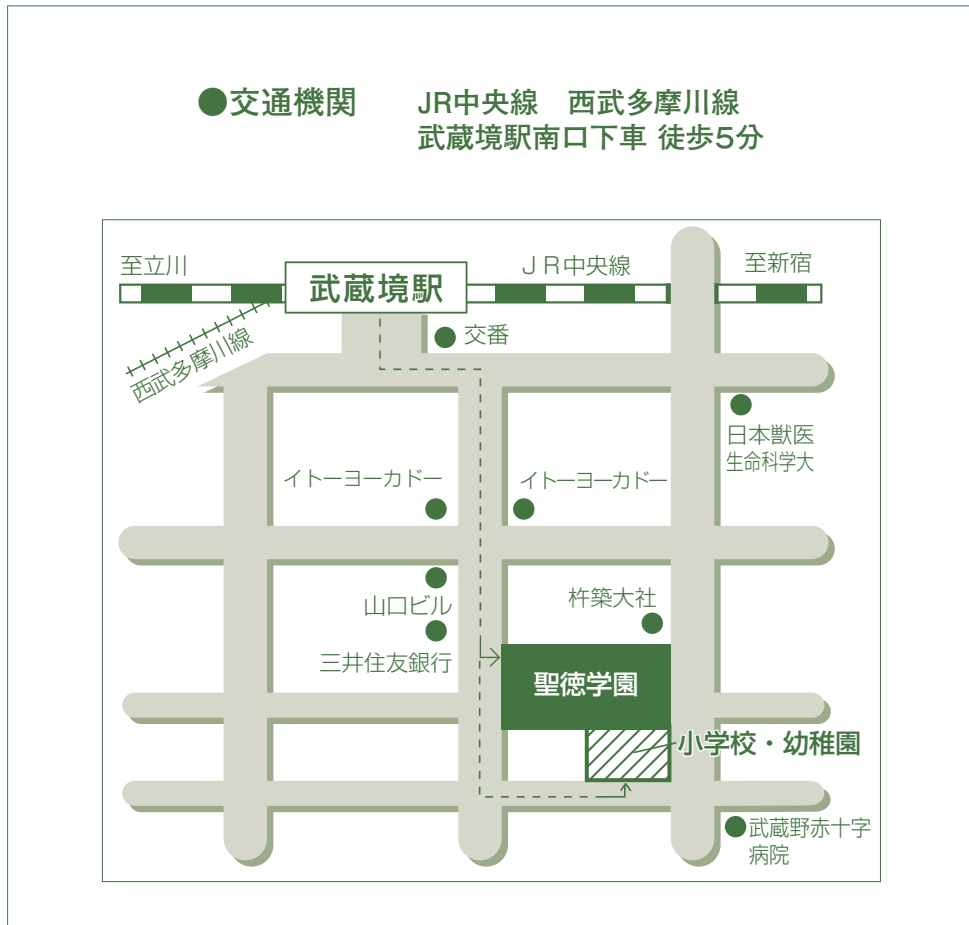 ●交通機関 JR中央線 西武多摩川線
武蔵境駅南口下車 徒歩5分
至立川
武蔵境駅
JR中央線
至新宿
西武多摩川線
交番
日本獣医
生命科学大
イトーヨーカドー
イトーヨーカドー
山口ビル
杵築大社
三井住友銀行
聖徳学園
小学校・幼稚園
武蔵野赤十字
病院